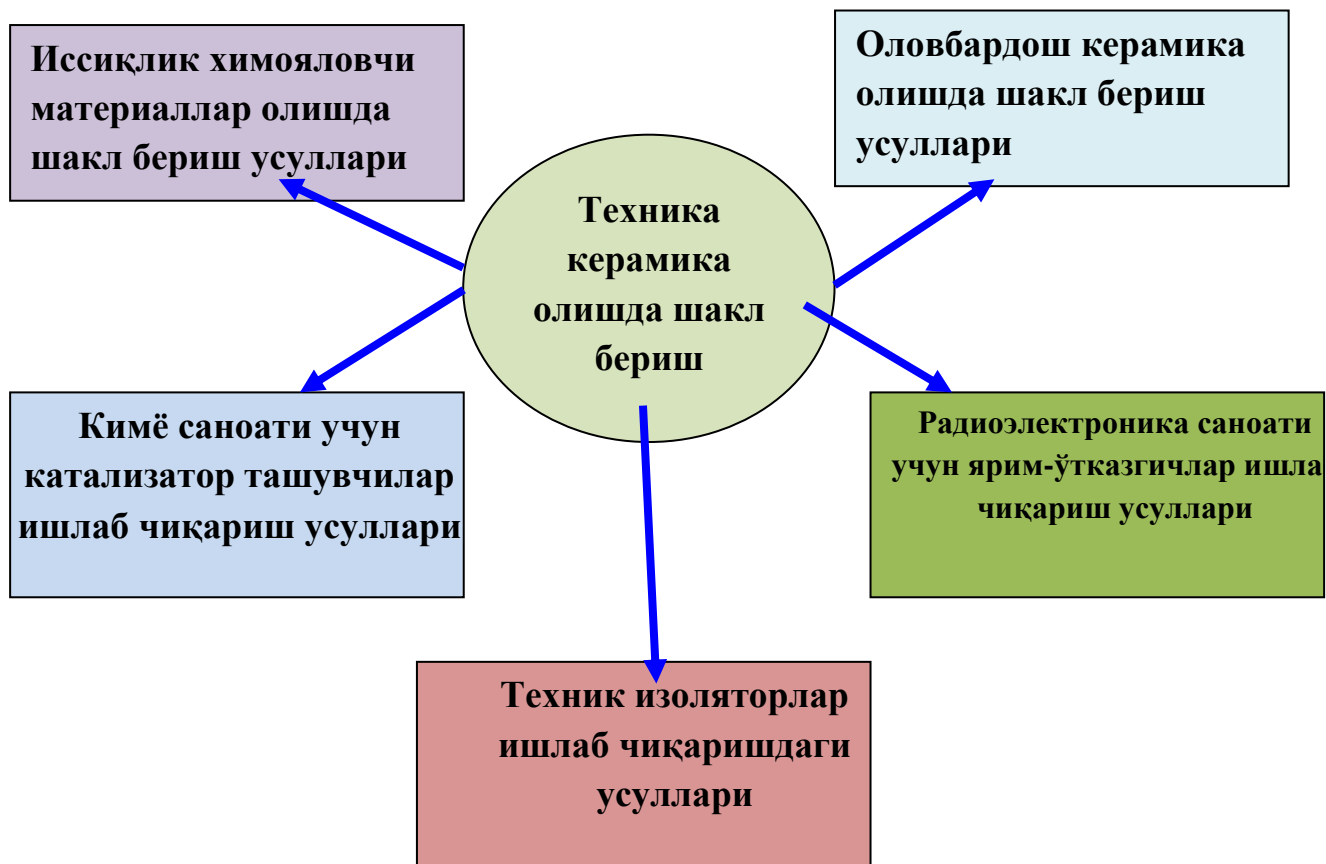 Иссиқлик химояловчи
материаллар олишда
шакл бериш усуллари
Оловбардош керамика
олишда шакл бериш
усуллари
Техника
керамика
олишда шакл
бериш
Кимё саноати учун
катализатор ташувчилар
ишлаб чиқариш усуллари
Радиоэлектроника саноати
учун ярим-ўтказгичлар ишла
чиқариш усуллари
Техник изоляторлар
ишлаб чиқаришдаги
усуллари